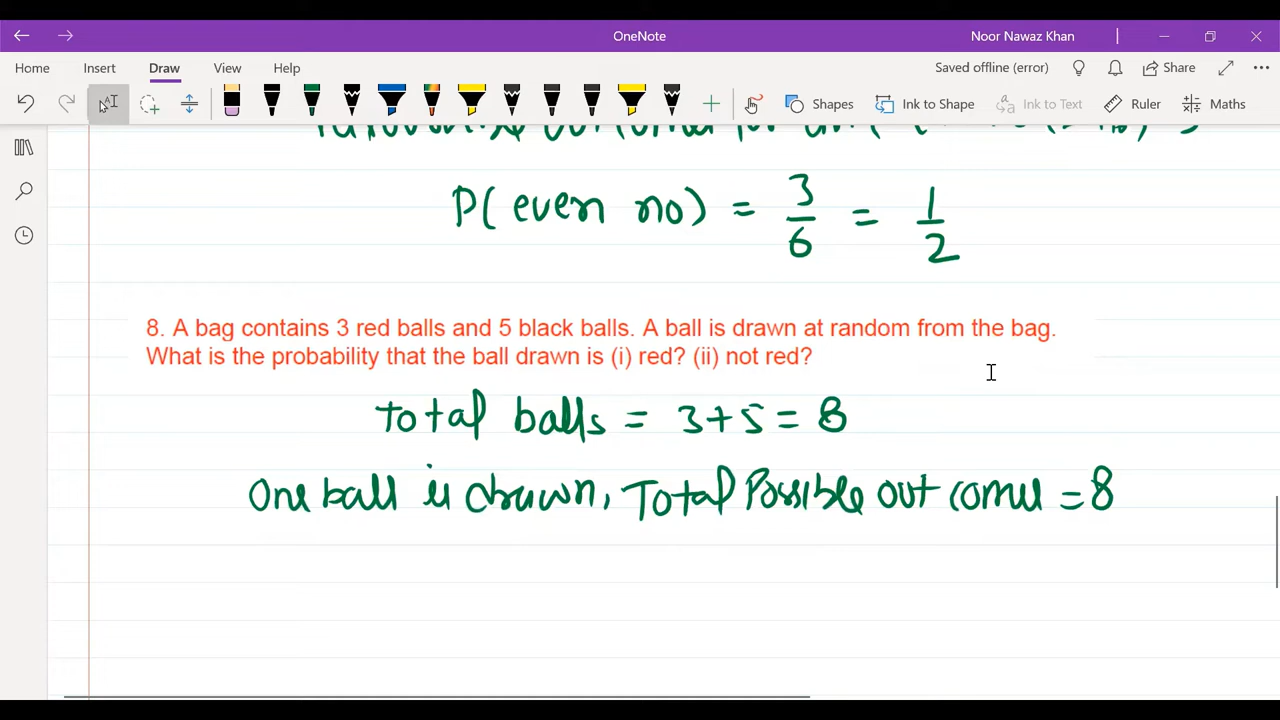 OneNote
Noor Nawaz Khan
Home Insert Draw View Help
Saved offline (error)
Share
Shapes
Ink to Shape
Ink to Text
Ruler
Maths
P( even no) = 3/6 = 1/2
8. A bag contains 3 red balls and 5 black balls. A ball is drawn at random from the bag.
What is the probability that the ball drawn is (i) red? (ii) not red?
Total balls = 3+5 = 8
One ball is drawn, Total Possible out comes = 8